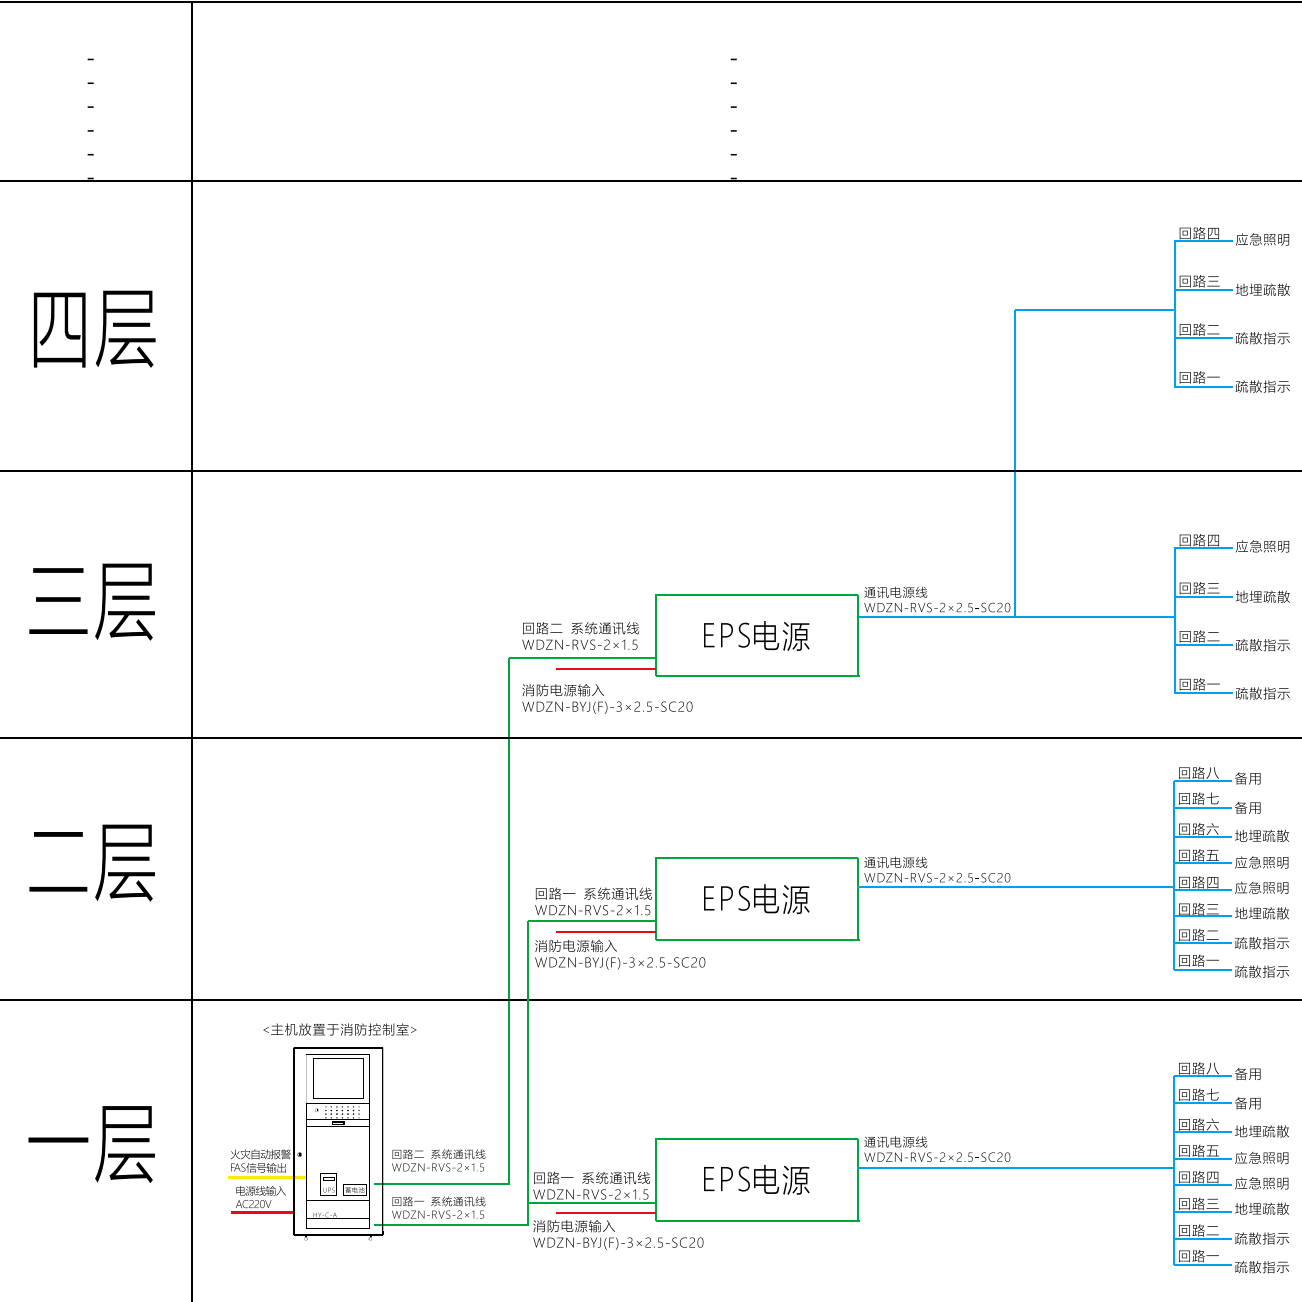 四层
回路四 应急照明
回路三 地埋疏散
回路二 疏散指示
回路一 疏散指示
三层
回路四 应急照明
回路三 地埋疏散
回路二 疏散指示
回路一 疏散指示
通讯电源线
WDZN-RVS-2×2.5-SC20
EPS电源
回路二 系统通讯线
WDZN-RVS-2×1.5
消防电源输入
WDZN-BYJ(F)-3×2.5-SC20
二层
回路八 备用
回路七 备用
回路六 地埋疏散
回路五 应急照明
回路四 应急照明
回路三 地埋疏散
回路二 疏散指示
回路一 疏散指示
通讯电源线
WDZN-RVS-2×2.5-SC20
EPS电源
回路一 系统通讯线
WDZN-RVS-2×1.5
消防电源输入
WDZN-BYJ(F)-3×2.5-SC20
一层
<主机放置于消防控制室>
火灾自动报警
FAS信号输出
电源线输入
AC220V
UPS
蓄电池
HY-C-A
回路二 系统通讯线
WDZN-RVS-2×1.5
回路一 系统通讯线
WDZN-RVS-2×1.5
回路一 系统通讯线
WDZN-RVS-2×1.5
消防电源输入
WDZN-BYJ(F)-3×2.5-SC20
EPS电源
通讯电源线
WDZN-RVS-2×2.5-SC20
回路八 备用
回路七 备用
回路六 地埋疏散
回路五 应急照明
回路四 应急照明
回路三 地埋疏散
回路二 疏散指示
回路一 疏散指示